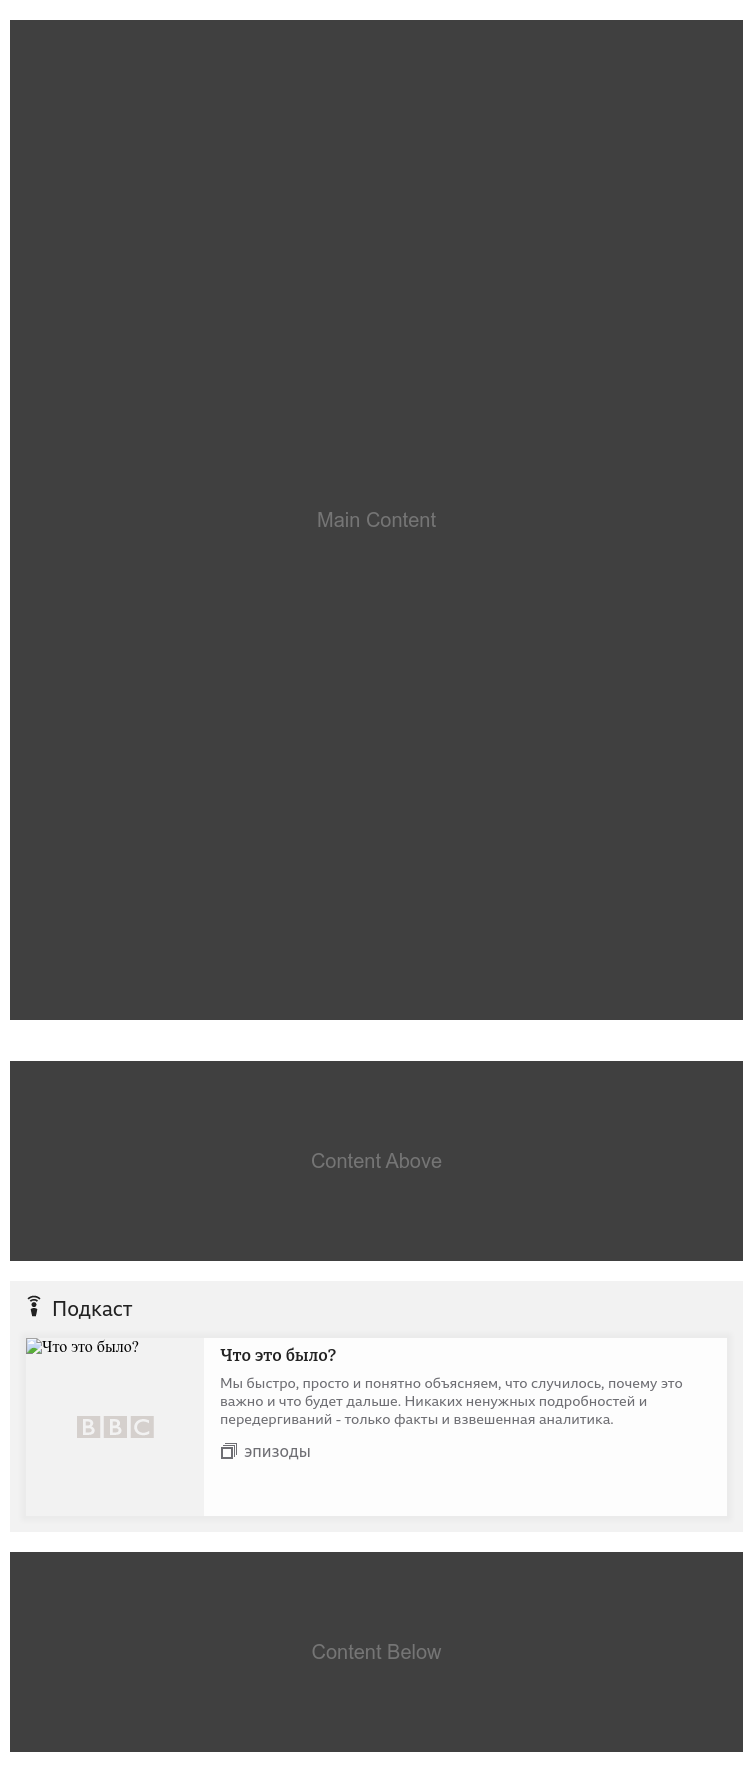 Main Content
Content Above
Подкаст
Что это было?
BBC
Что это было?
Мы быстро, просто и понятно объясняем, что случилось, почему это
важно и что будет дальше. Никаких ненужных подробностей и
передергиваний - только факты и взвешенная аналитика.
эпизоды
Content Below